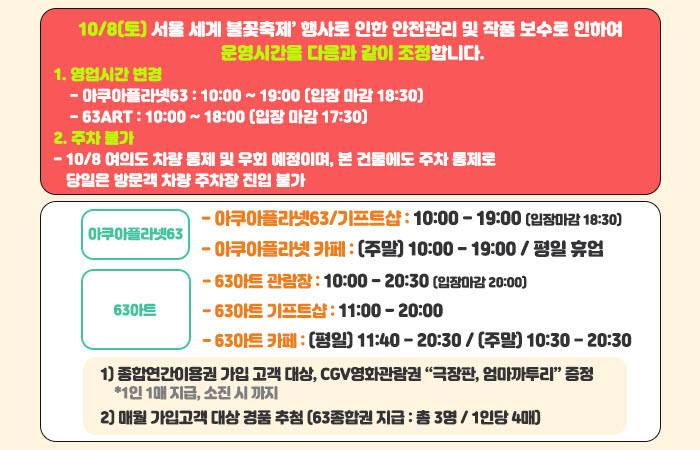 10/8(토) 서울 세계 불꽃축제’ 행사로 인한 안전관리 및 작품 보수로 인하여
운영시간을 다음과 같이 조정합니다.
1. 영업시간 변경
- 아쿠아플라넷63 : 10:00 ~ 19:00 (입장 마감 18:30)
- 63ART : 10:00 ~ 18:00 (입장 마감 17:30)
2. 주차 불가
- 10/8 여의도 차량 통제 및 우회 예정이며, 본 건물에도 주차 통제로
당일은 방문객 차량 주차장 진입 불가
아쿠아플라넷63
- 아쿠아플라넷63/기프트샵 : 10:00 - 19:00 (입장마감 18:30)
- 아쿠아플라넷 카페 : (주말) 10:00 - 19:00 / 평일 휴업
63아트
- 63아트 관람장 : 10:00 - 20:30 (입장마감 20:00)
- 63아트 기프트샵 : 11:00 - 20:00
- 63아트 카페 : (평일) 11:40 - 20:30 / (주말) 10:30 - 20:30
1) 종합연간이용권 가입 고객 대상, CGV영화관람권 “극장판, 엄마까투리” 증정
*1인 1매 지급, 소진 시 까지
2) 매월 가입고객 대상 경품 추첨 (63종합권 지급 : 총 3명 / 1인당 4매)